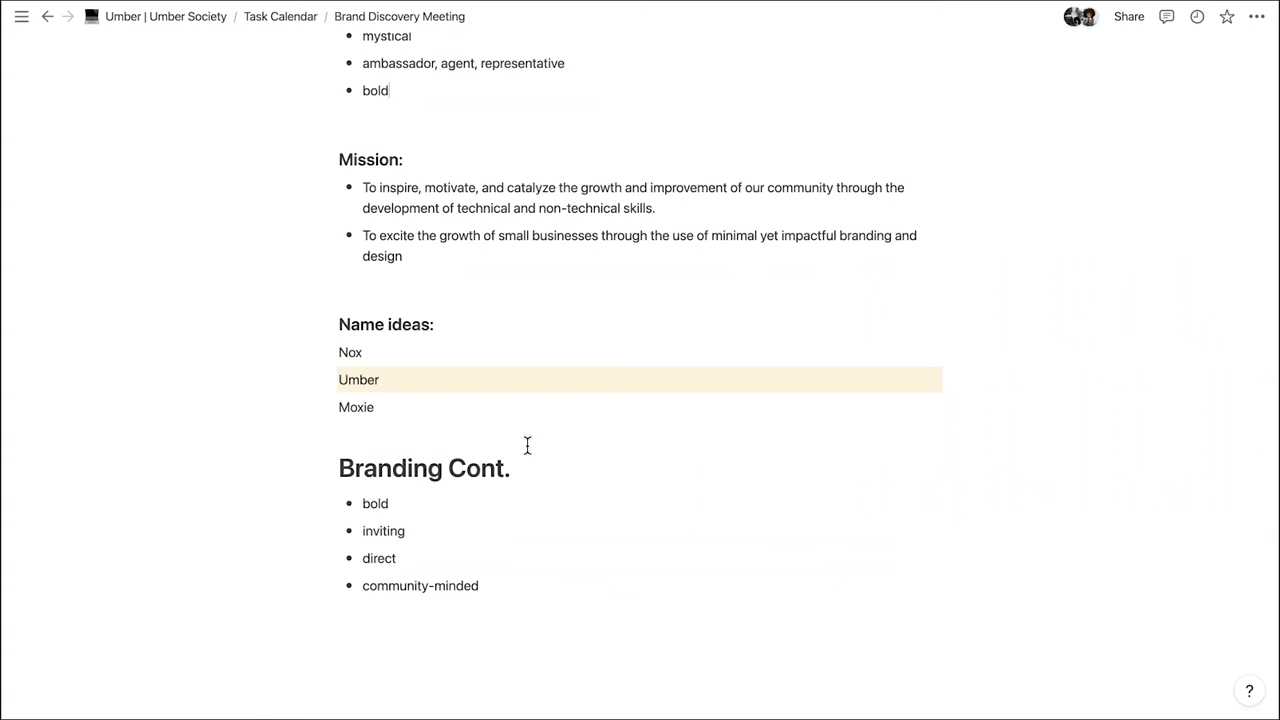 Umber | Umber Society / Task Calendar / Brand Discovery Meeting
Share
mystical
ambassador, agent, representative
bold
Mission:
To inspire, motivate, and catalyze the growth and improvement of our community through the
development of technical and non-technical skills.
To excite the growth of small businesses through the use of minimal yet impactful branding and
design
Name ideas:
Nox
Umber
Moxie
Branding Cont.
bold
inviting
direct
community-minded
?